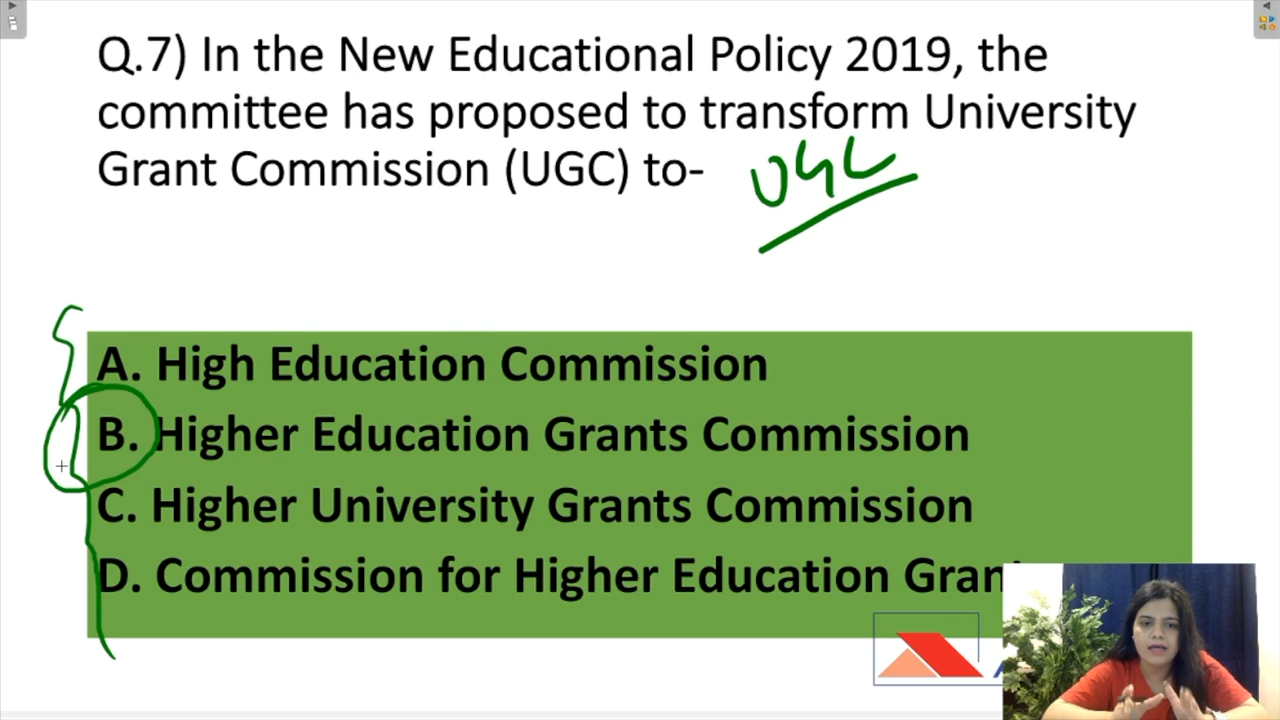 Q.7) In the New Educational Policy 2019, the
committee has proposed to transform University
Grant Commission (UGC) to-
UGC
A. High Education Commission
B. Higher Education Grants Commission
C. Higher University Grants Commission
D. Commission for Higher Education Grant